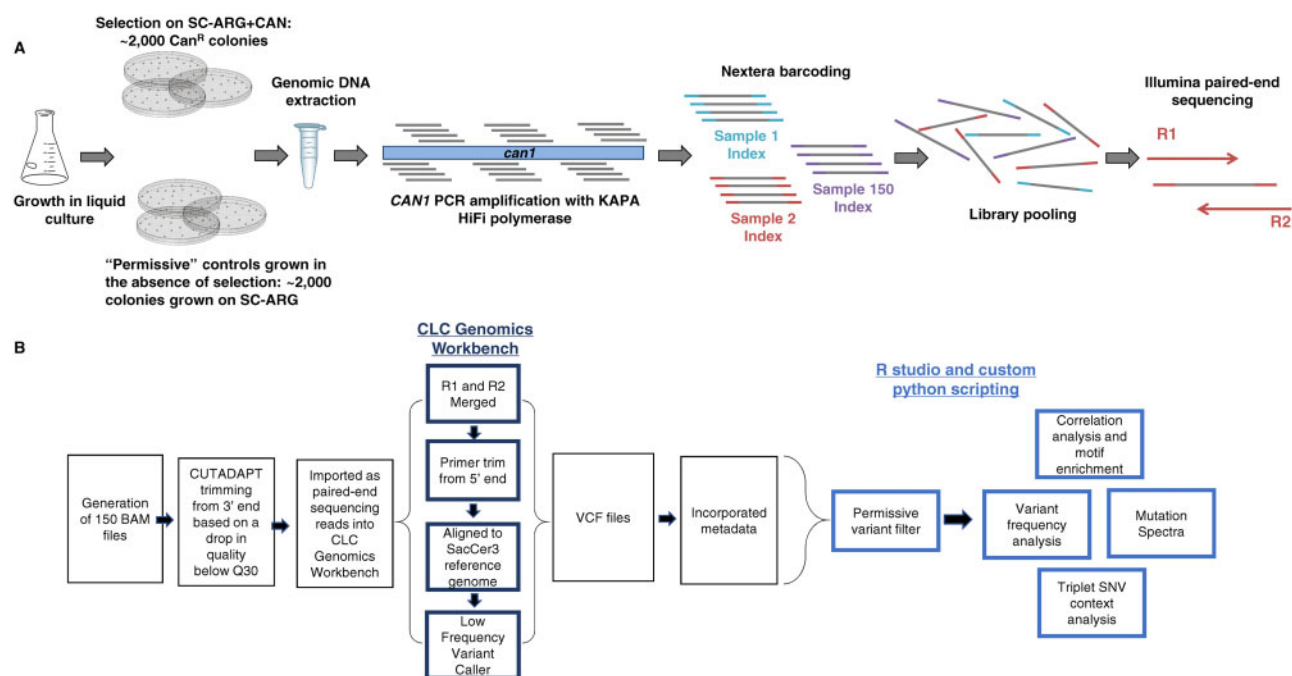 A
Selection on SC-ARG+CAN:
~2,000 Canᴿ colonies
Growth in liquid
culture
"Permissive" controls grown in
the absence of selection: ~2,000
colonies grown on SC-ARG
Genomic DNA
extraction
can1
CAN1 PCR amplification with KAPA
HiFi polymerase
Nextera barcoding
Sample 1
Index
Sample 150
Index
Sample 2
Index
Library pooling
Illumina paired-end
sequencing
R1
R2
B
Generation
of 150 BAM
files
CUTADAPT
trimming
from 3' end
based on a
drop in
quality
below Q30
Imported as
paired-end
sequencing
reads into
CLC
Genomics
Workbench
CLC Genomics
Workbench
R1 and R2
Merged
Primer trim
from 5' end
Aligned to
SacCer3
reference
genome
Low
Frequency
Variant
Caller
VCF files
Incorporated
metadata
R studio and custom
python scripting
Permissive
variant filter
Correlation
analysis and
motif
enrichment
Variant
frequency
analysis
Mutation
Spectra
Triplet SNV
context
analysis